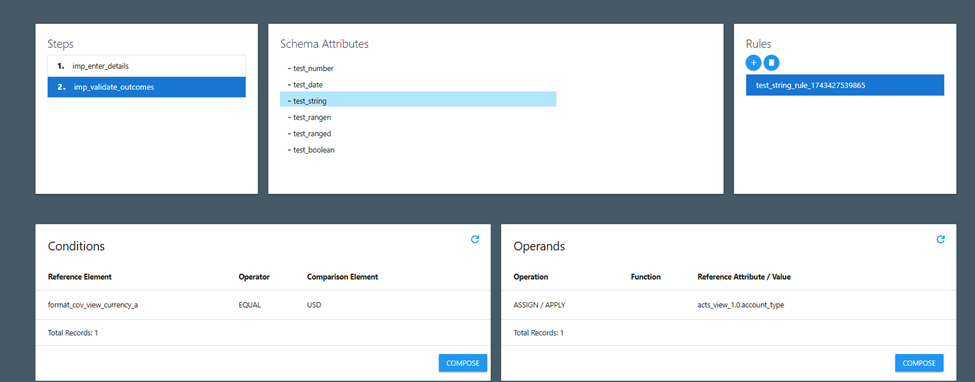 Steps
1. imp_enter_details
2. imp_validate_outcomes
Schema Attributes
- test_number
- test_date
- test_string
- test_rangen
- test_ranged
- test_boolean
Rules
+
test_string_rule_1743427539865
Conditions
Reference Element Operator Comparison Element
format_cov_view_currency_a EQUAL USD
Total Records: 1
COMPOSE
Operands
Operation Function Reference Attribute / Value
ASSIGN / APPLY acts_view_1.0.account_type
Total Records: 1
COMPOSE